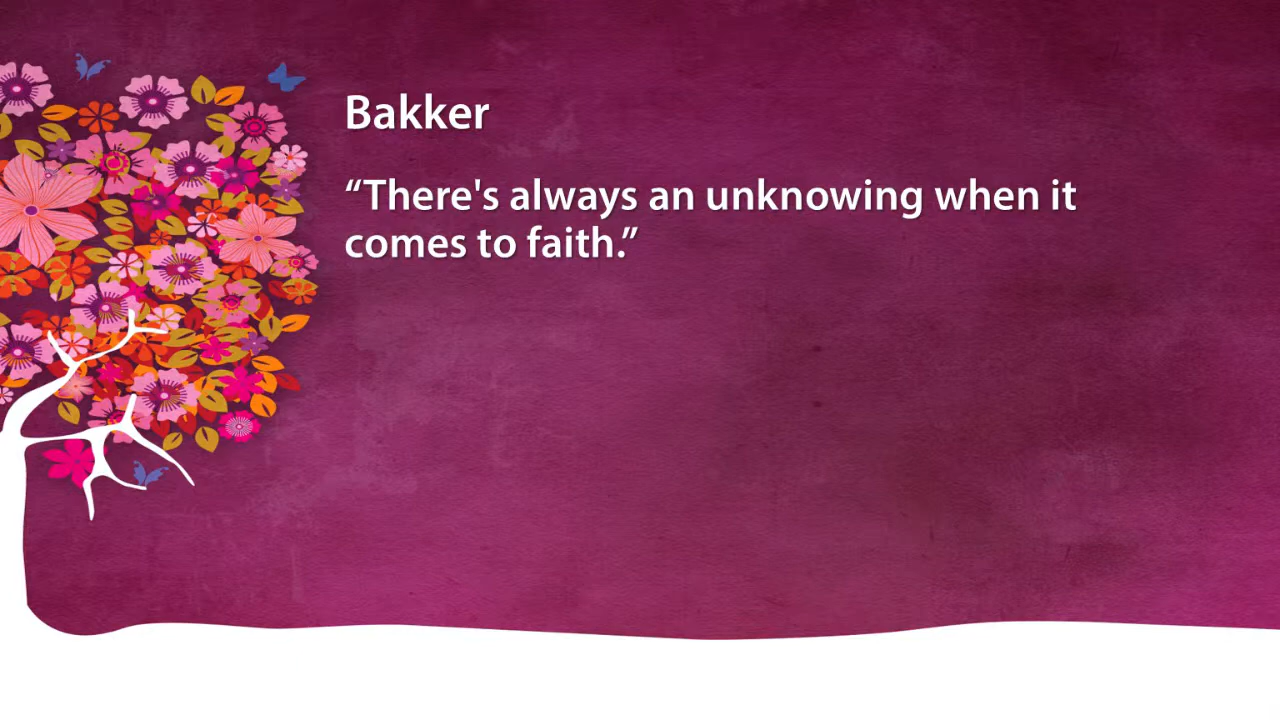 Bakker
“There's always an unknowing when it
comes to faith.”